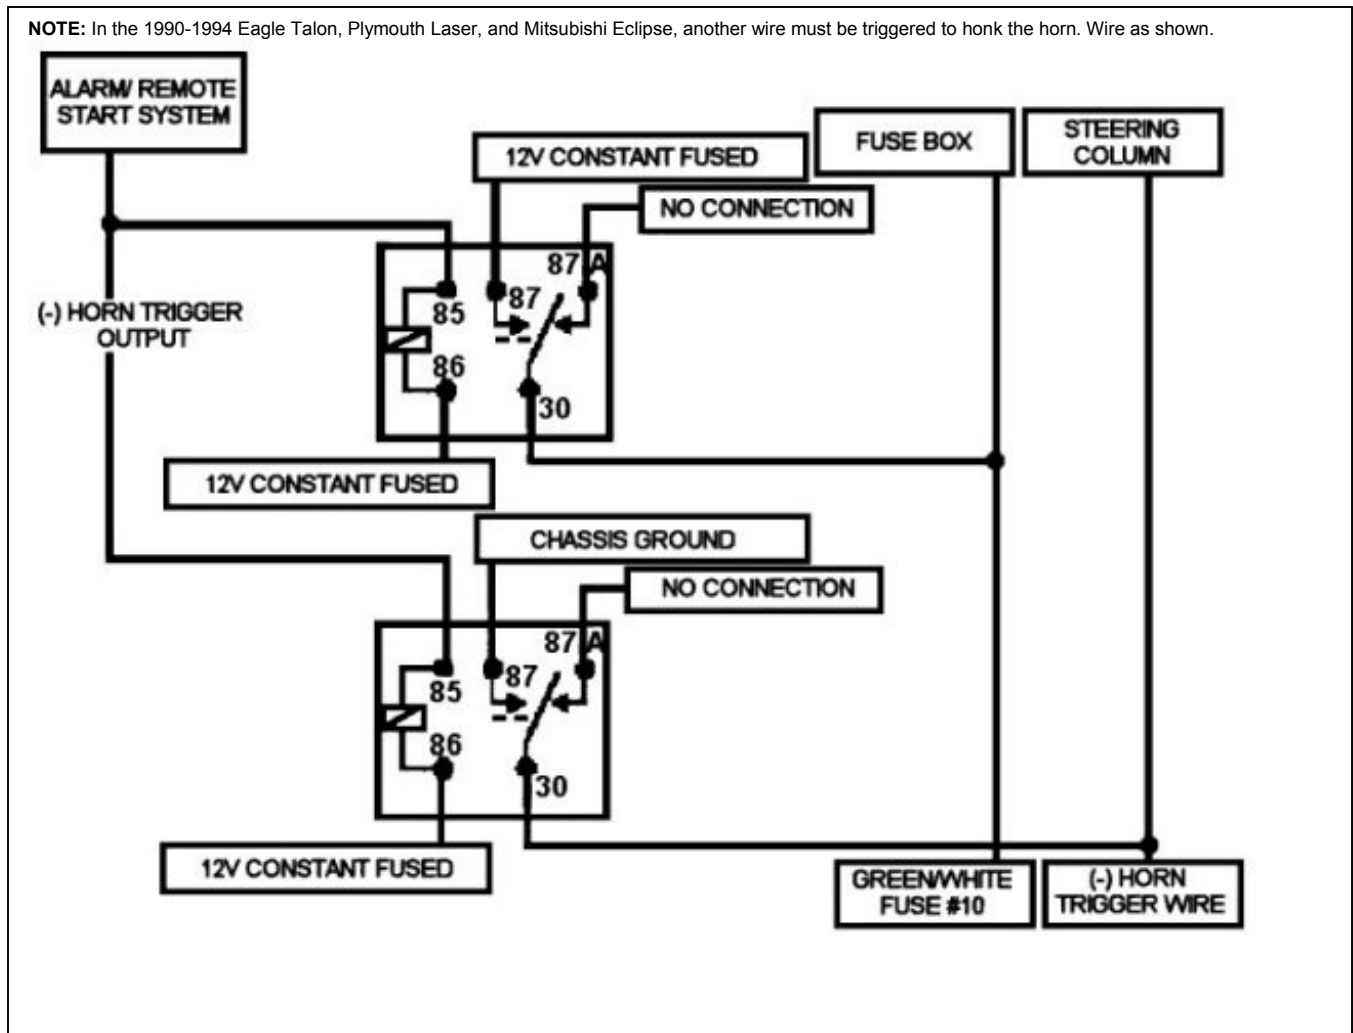 NOTE: In the 1990-1994 Eagle Talon, Plymouth Laser, and Mitsubishi Eclipse, another wire must be triggered to honk the horn. Wire as shown.
ALARM/ REMOTE
START SYSTEM
12V CONSTANT FUSED
FUSE BOX
STEERING
COLUMN
NO CONNECTION
87 A
87
85
86
30
(-) HORN TRIGGER
OUTPUT
12V CONSTANT FUSED
CHASSIS GROUND
NO CONNECTION
87 A
87
85
86
30
12V CONSTANT FUSED
GREEN/WHITE
FUSE #10
(-) HORN
TRIGGER WIRE